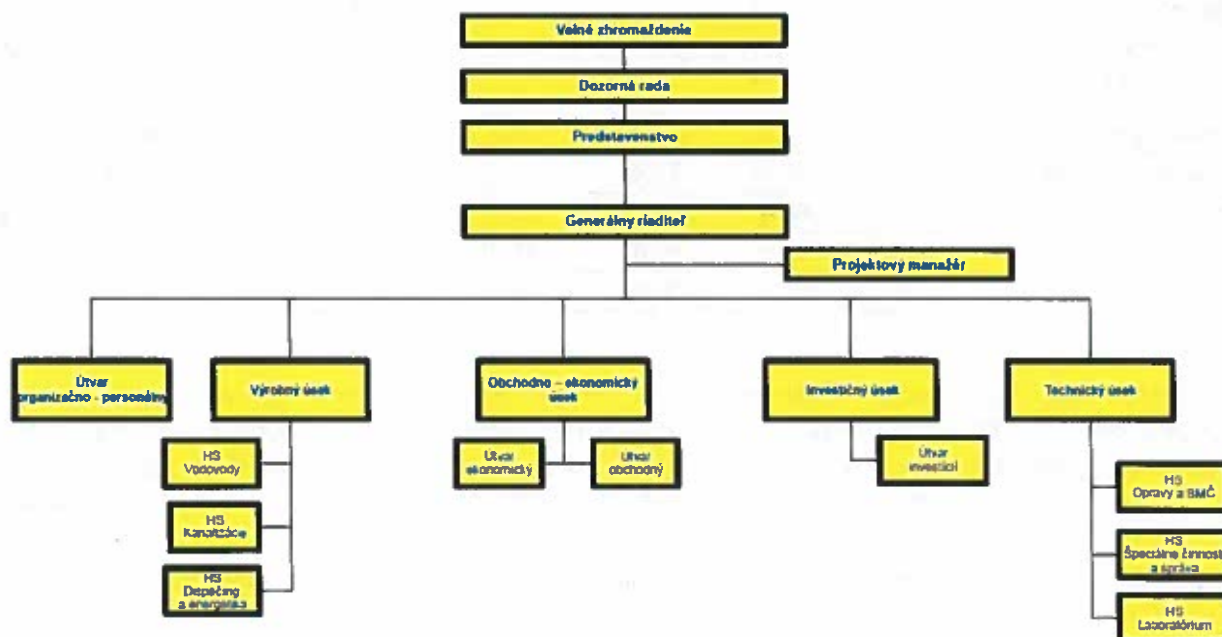 Valné zhromaždenie
Dozorná rada
Predstavenstvo
Generálny riaditeľ
Projektový manažér
Útvar
organizačno - personálny
Výrobný úsek
Obchodno - ekonomický
úsek
Investičný úsek
Technický úsek
HS
Vodovody
HS
Kanalizácie
HS
Dispečing
a energetika
Útvar
ekonomický
Útvar
obchodný
Útvar
investícií
HS
Opravy a BMČ
HS
Špeciálne činnosti
a správa
HS
Laboratórium